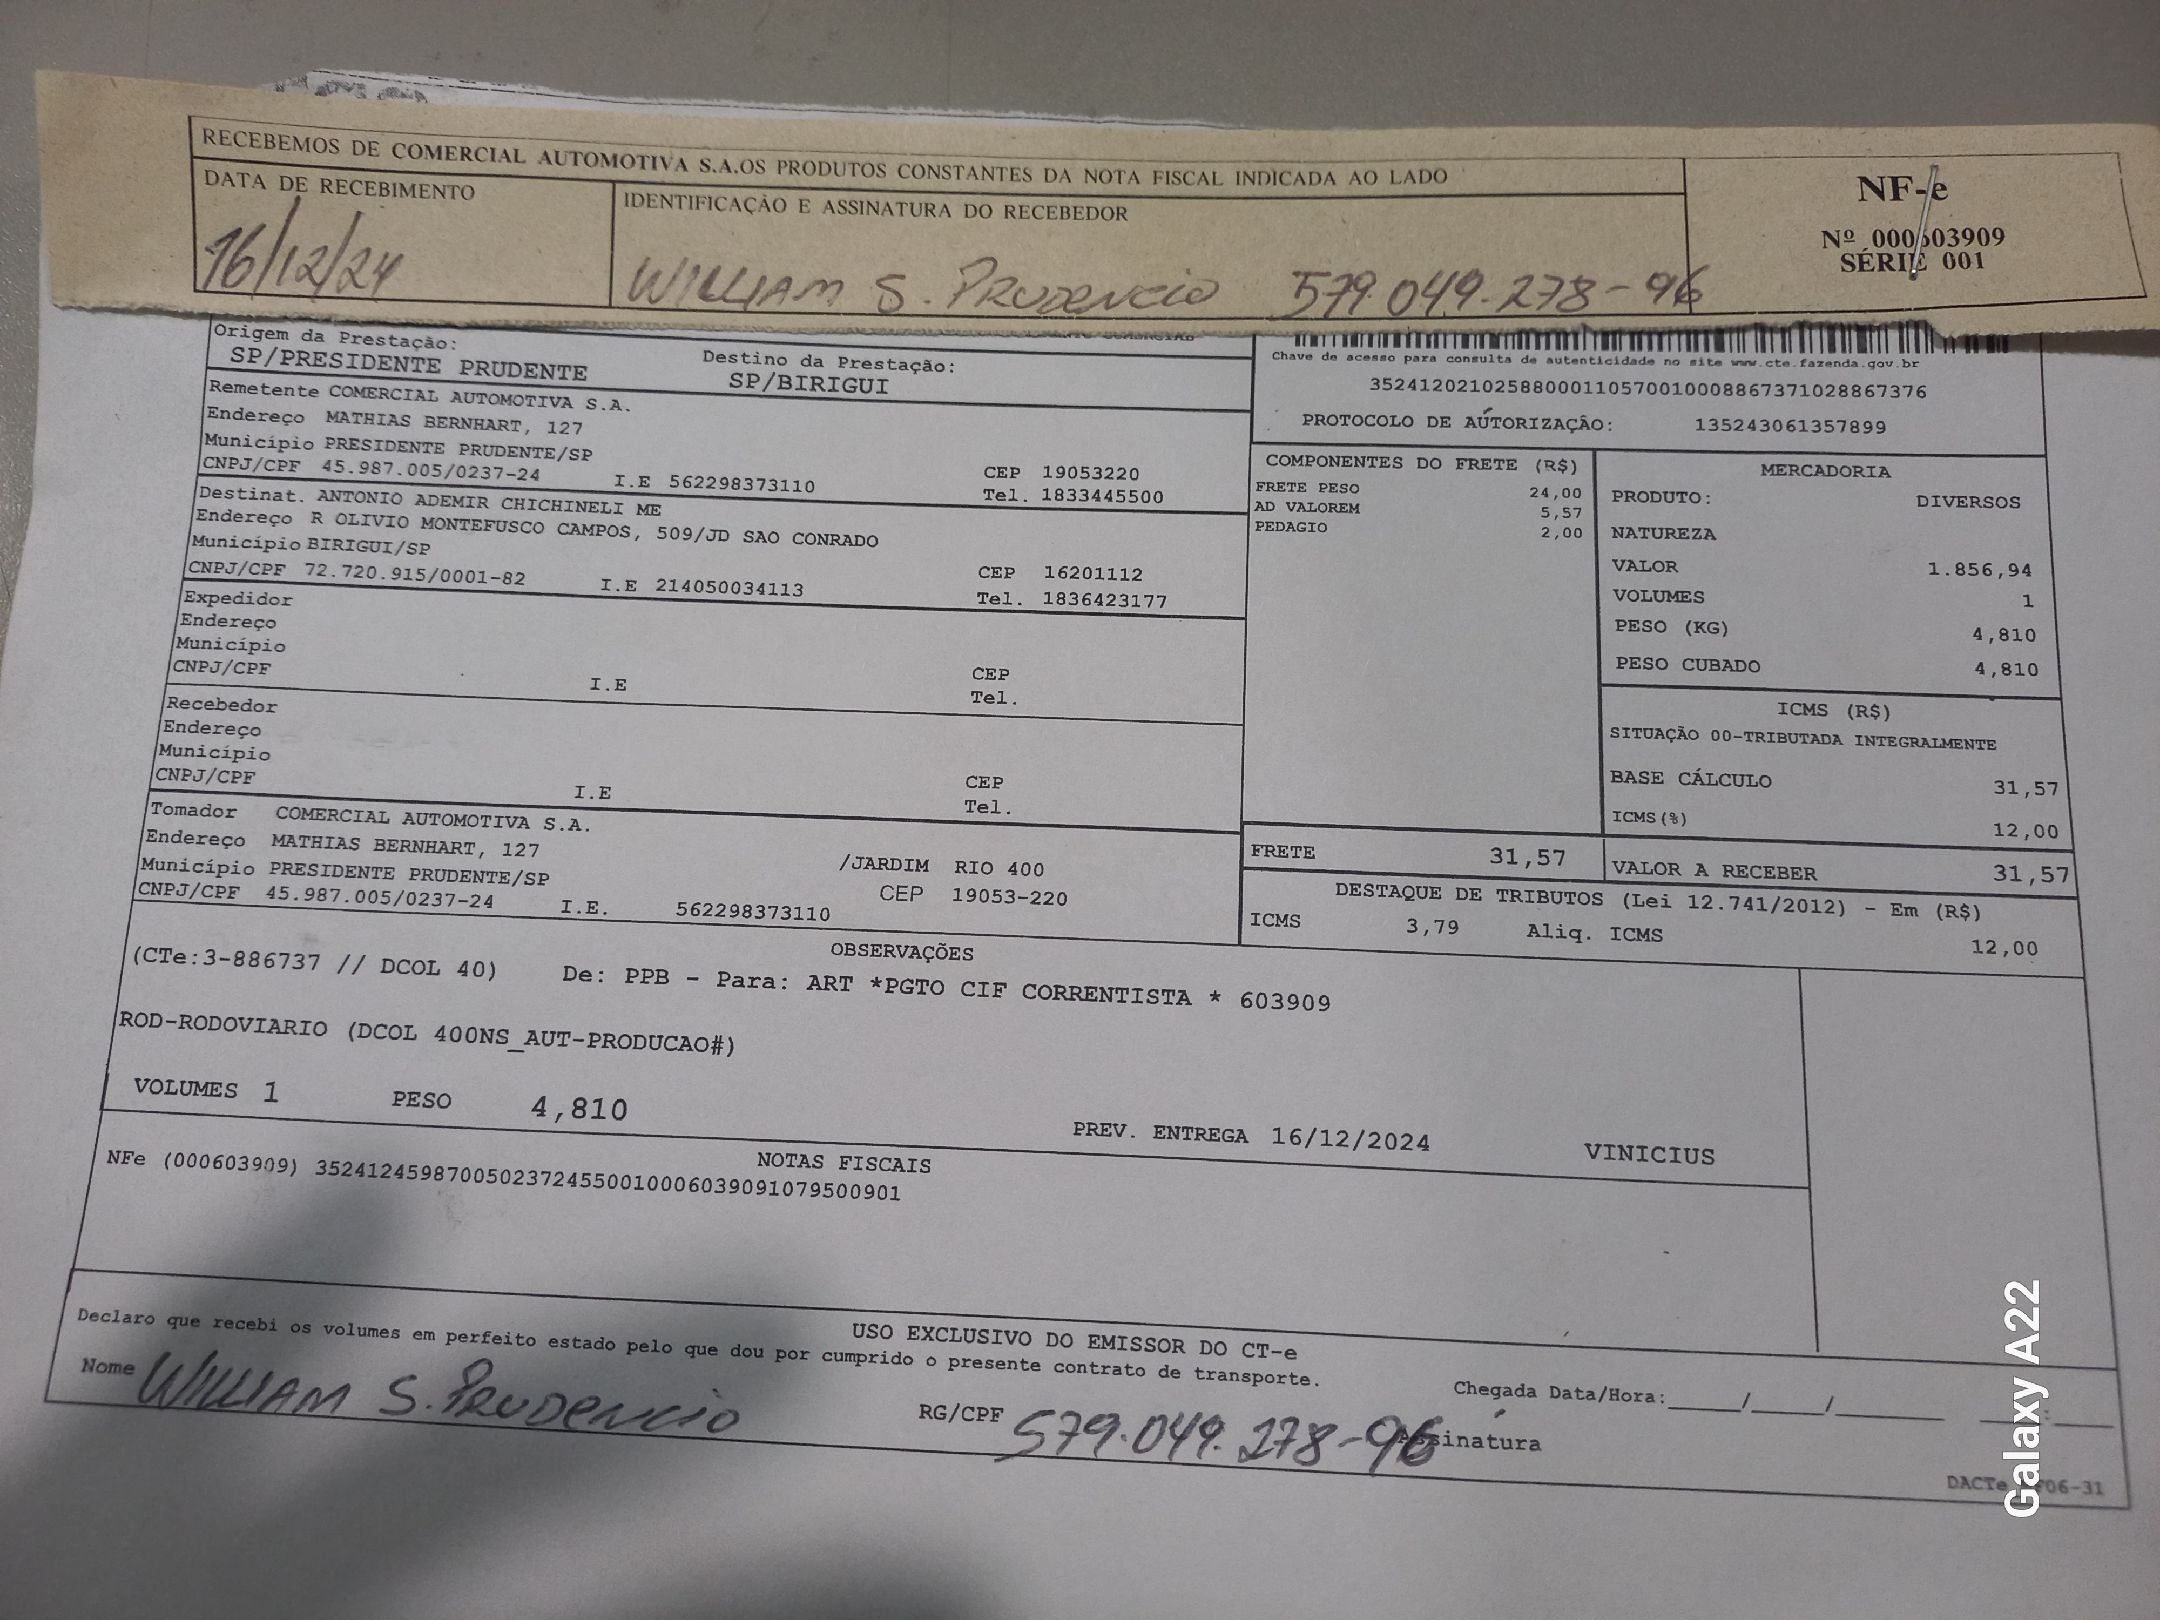 RECEBEMOS DE COMERCIAL AUTOMOTIVA S.A.OS PRODUTOS CONSTANTES DA NOTA FISCAL INDICADA AO LADO
DATA DE RECEBIMENTO
16/12/24
IDENTIFICAÇÃO E ASSINATURA DO RECEBEDOR
WILLIAM S. PRUDENCIO 579.049.278-96
NF-e
Nº 000603909
SÉRIE 001
Origem da Prestação:
SP/PRESIDENTE PRUDENTE
Destino da Prestação:
SP/BIRIGUI
Chave de acesso para consulta de autenticidade no site www.cte.fazenda.gov.br
35241202102588000110570010008867371028867376
PROTOCOLO DE AUTORIZAÇÃO: 135243061357899
Remetente COMERCIAL AUTOMOTIVA S.A.
Endereço MATHIAS BERNHART, 127
Município PRESIDENTE PRUDENTE/SP
CEP 19053220
CNPJ/CPF 45.987.005/0237-24 I.E 562298373110 Tel. 1833445500
Destinat. ANTONIO ADEMIR CHICHINELI ME
Endereço R OLIVIO MONTEFUSCO CAMPOS, 509/JD SAO CONRADO
Município BIRIGUI/SP
CEP 16201112
CNPJ/CPF 72.720.915/0001-82 I.E 214050034113 Tel. 1836423177
Expedidor
Endereço
Município
CEP
CNPJ/CPF I.E Tel.
Recebedor
Endereço
Município
CEP
CNPJ/CPF I.E Tel.
Tomador COMERCIAL AUTOMOTIVA S.A.
Endereço MATHIAS BERNHART, 127 /JARDIM RIO 400
Município PRESIDENTE PRUDENTE/SP CEP 19053-220
CNPJ/CPF 45.987.005/0237-24 I.E. 562298373110
COMPONENTES DO FRETE (R$)
FRETE PESO 24,00
AD VALOREM 5,57
PEDAGIO 2,00
MERCADORIA
PRODUTO: DIVERSOS
NATUREZA
VALOR 1.856,94
VOLUMES 1
PESO (KG) 4,810
PESO CUBADO 4,810
ICMS (R$)
SITUAÇÃO 00-TRIBUTADA INTEGRALMENTE
BASE CÁLCULO 31,57
ICMS(%) 12,00
FRETE 31,57
VALOR A RECEBER 31,57
DESTAQUE DE TRIBUTOS (Lei 12.741/2012) - Em (R$)
ICMS 3,79 Aliq. ICMS 12,00
OBSERVAÇÕES
(CTe:3-886737 // DCOL 40) De: PPB - Para: ART *PGTO CIF CORRENTISTA * 603909
ROD-RODOVIARIO (DCOL 400NS_AUT-PRODUCAO#)
VOLUMES 1 PESO 4,810
PREV. ENTREGA 16/12/2024 VINICIUS
NOTAS FISCAIS
NFe (000603909) 35241245987005023724550010006039091079500901
USO EXCLUSIVO DO EMISSOR DO CT-e
Declaro que recebi os volumes em perfeito estado pelo que dou por cumprido o presente contrato de transporte.
Chegada Data/Hora:_____/_____/_______ ___:____
Nome WILLIAM S. PRUDENCIO RG/CPF 579.049.278-96 Assinatura
DACTe 06-31
Galaxy A22